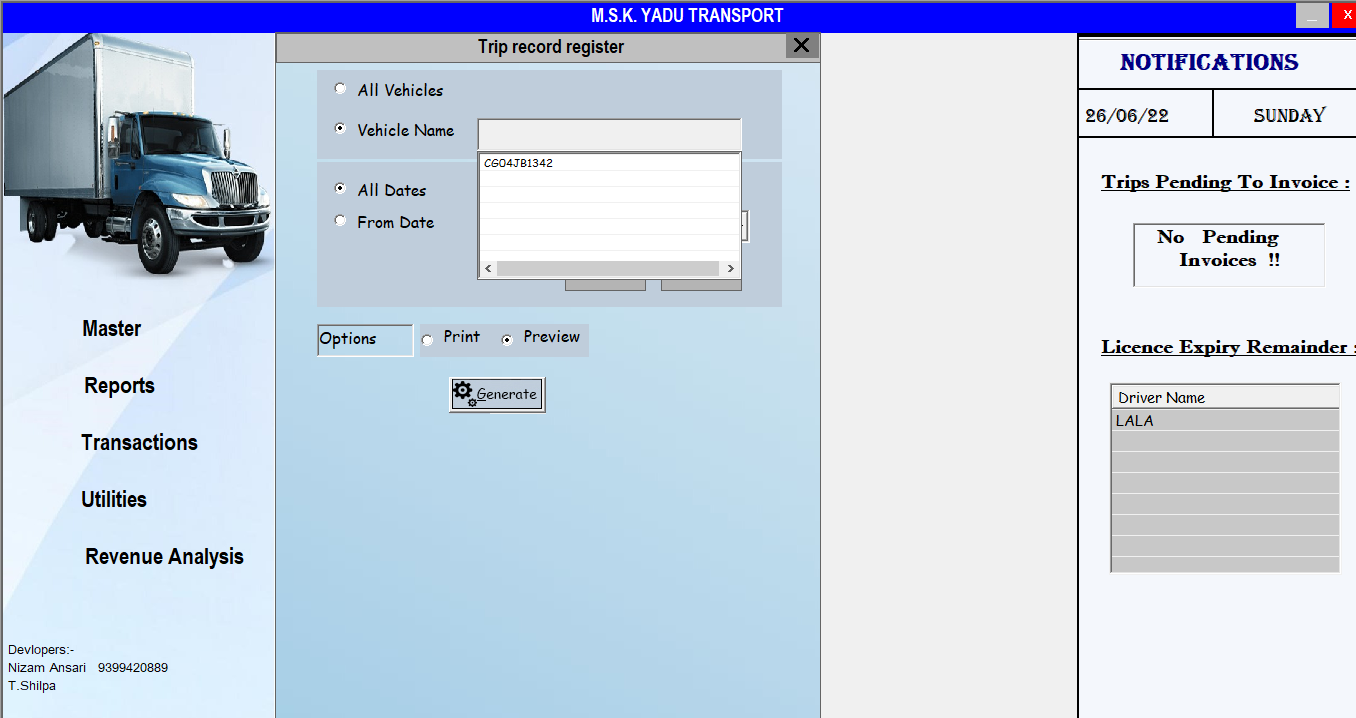 M.S.K. YADU TRANSPORT
_ X
Trip record register X
All Vehicles
Vehicle Name
CG04JB1342
All Dates
From Date
Options
Print
Preview
Generate
Master
Reports
Transactions
Utilities
Revenue Analysis
Devlopers:-
Nizam Ansari 9399420889
T.Shilpa
NOTIFICATIONS
26/06/22 SUNDAY
Trips Pending To Invoice :
No Pending
Invoices !!
Licence Expiry Remainder :
Driver Name
LALA